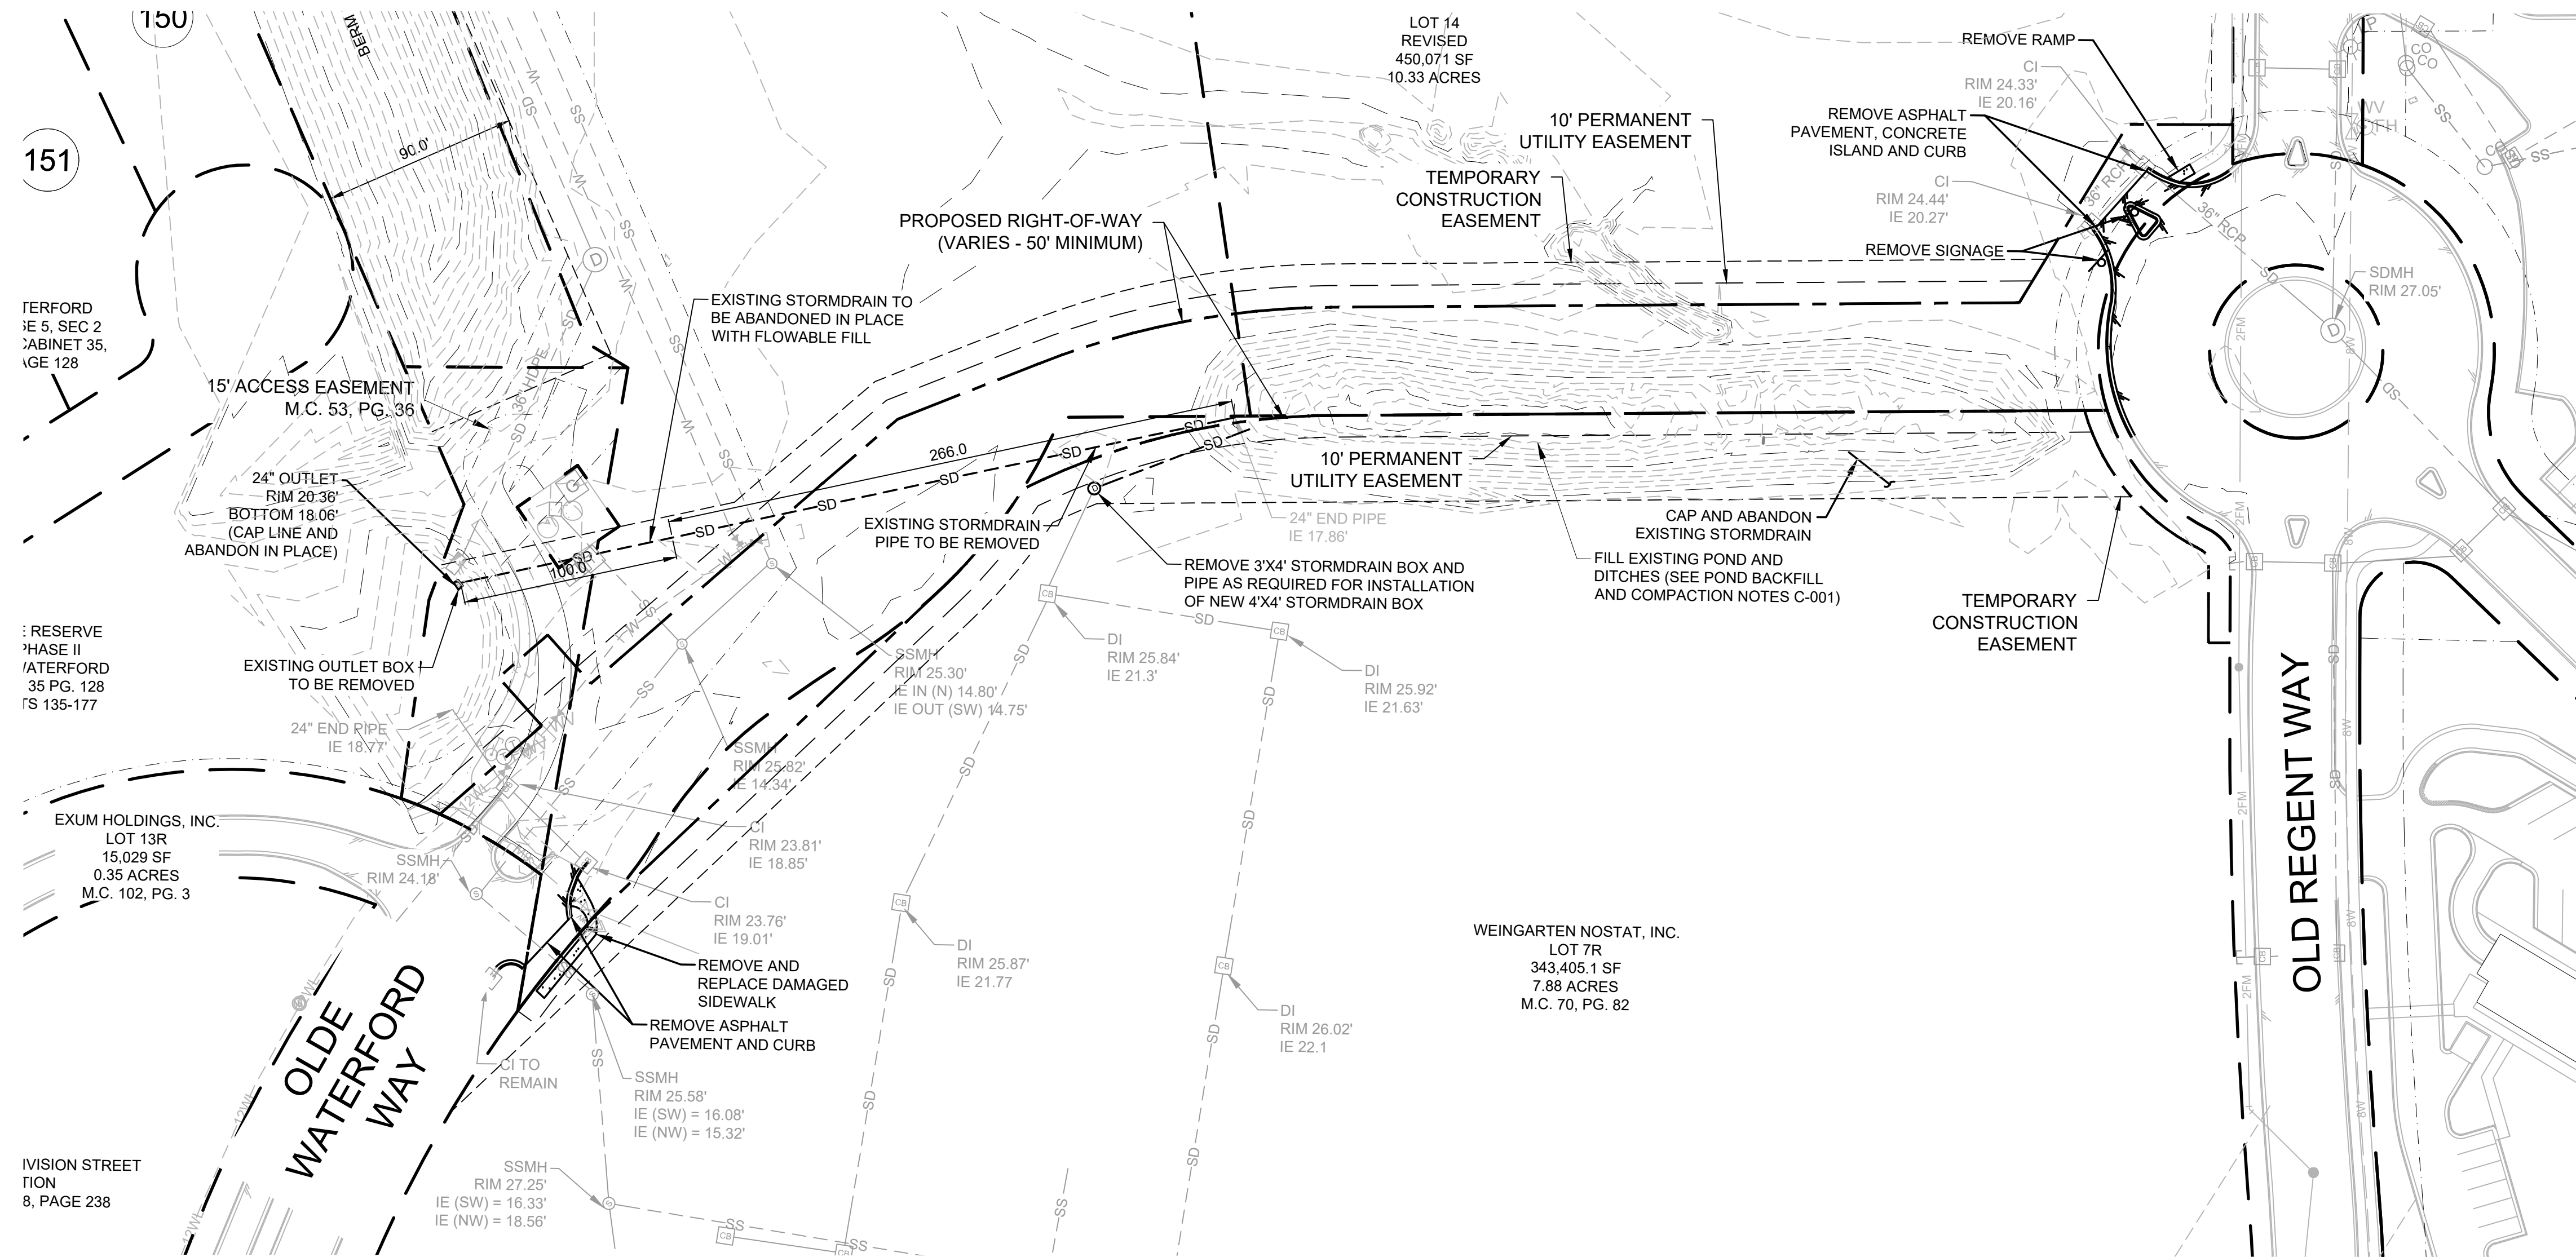 150
BERM
LOT 14
REVISED
450,071 SF
10.33 ACRES
REMOVE RAMP
CI
RIM 24.33'
IE 20.16'
REMOVE ASPHALT
PAVEMENT, CONCRETE
ISLAND AND CURB
10' PERMANENT
UTILITY EASEMENT
151
90.0'
TEMPORARY
CONSTRUCTION
EASEMENT
CI
RIM 24.44'
IE 20.27'
36" RCP
36" RCP
PROPOSED RIGHT-OF-WAY
(VARIES - 50' MINIMUM)
REMOVE SIGNAGE
SDMH
RIM 27.05'
EXISTING STORMDRAIN TO
BE ABANDONED IN PLACE
WITH FLOWABLE FILL
TERFORD
SE 5, SEC 2
CABINET 35,
AGE 128
15' ACCESS EASEMENT
M.C. 53, PG. 36
SD 36" HDPE
266.0
10' PERMANENT
UTILITY EASEMENT
24" OUTLET
RIM 20.36'
BOTTOM 18.06'
(CAP LINE AND
ABANDON IN PLACE)
100.0
EXISTING STORMDRAIN
PIPE TO BE REMOVED
24" END PIPE
IE 17.86'
CAP AND ABANDON
EXISTING STORMDRAIN
REMOVE 3'X4' STORMDRAIN BOX AND
PIPE AS REQUIRED FOR INSTALLATION
OF NEW 4'X4' STORMDRAIN BOX
FILL EXISTING POND AND
DITCHES (SEE POND BACKFILL
AND COMPACTION NOTES C-001)
TEMPORARY
CONSTRUCTION
EASEMENT
E RESERVE
PHASE II
WATERFORD
35 PG. 128
TS 135-177
EXISTING OUTLET BOX
TO BE REMOVED
SSMH
RIM 25.30'
IE IN (N) 14.80'
IE OUT (SW) 14.75'
DI
RIM 25.84'
IE 21.3'
DI
RIM 25.92'
IE 21.63'
24" END PIPE
IE 18.77'
SSMH
RIM 25.82'
IE 14.34'
EXUM HOLDINGS, INC.
LOT 13R
15,029 SF
0.35 ACRES
M.C. 102, PG. 3
SSMH
RIM 24.18'
CI
RIM 23.81'
IE 18.85'
CI
RIM 23.76'
IE 19.01'
DI
RIM 25.87'
IE 21.77
WEINGARTEN NOSTAT, INC.
LOT 7R
343,405.1 SF
7.88 ACRES
M.C. 70, PG. 82
OLD REGENT WAY
REMOVE AND
REPLACE DAMAGED
SIDEWALK
REMOVE ASPHALT
PAVEMENT AND CURB
DI
RIM 26.02'
IE 22.1
OLDE
WATERFORD
WAY
CI TO
REMAIN
SSMH
RIM 25.58'
IE (SW) = 16.08'
IE (NW) = 15.32'
SSMH
RIM 27.25'
IE (SW) = 16.33'
IE (NW) = 18.56'
IVISION STREET
TION
8, PAGE 238